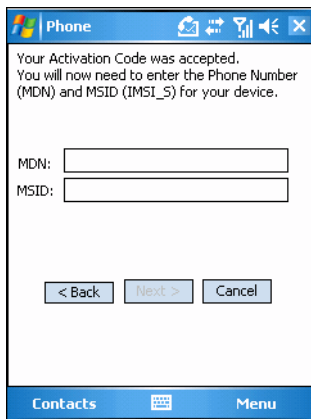 Phone
Your Activation Code was accepted.
You will now need to enter the Phone Number
(MDN) and MSID (IMSI_S) for your device.
MDN:
MSID:
< Back Next > Cancel
Contacts Menu